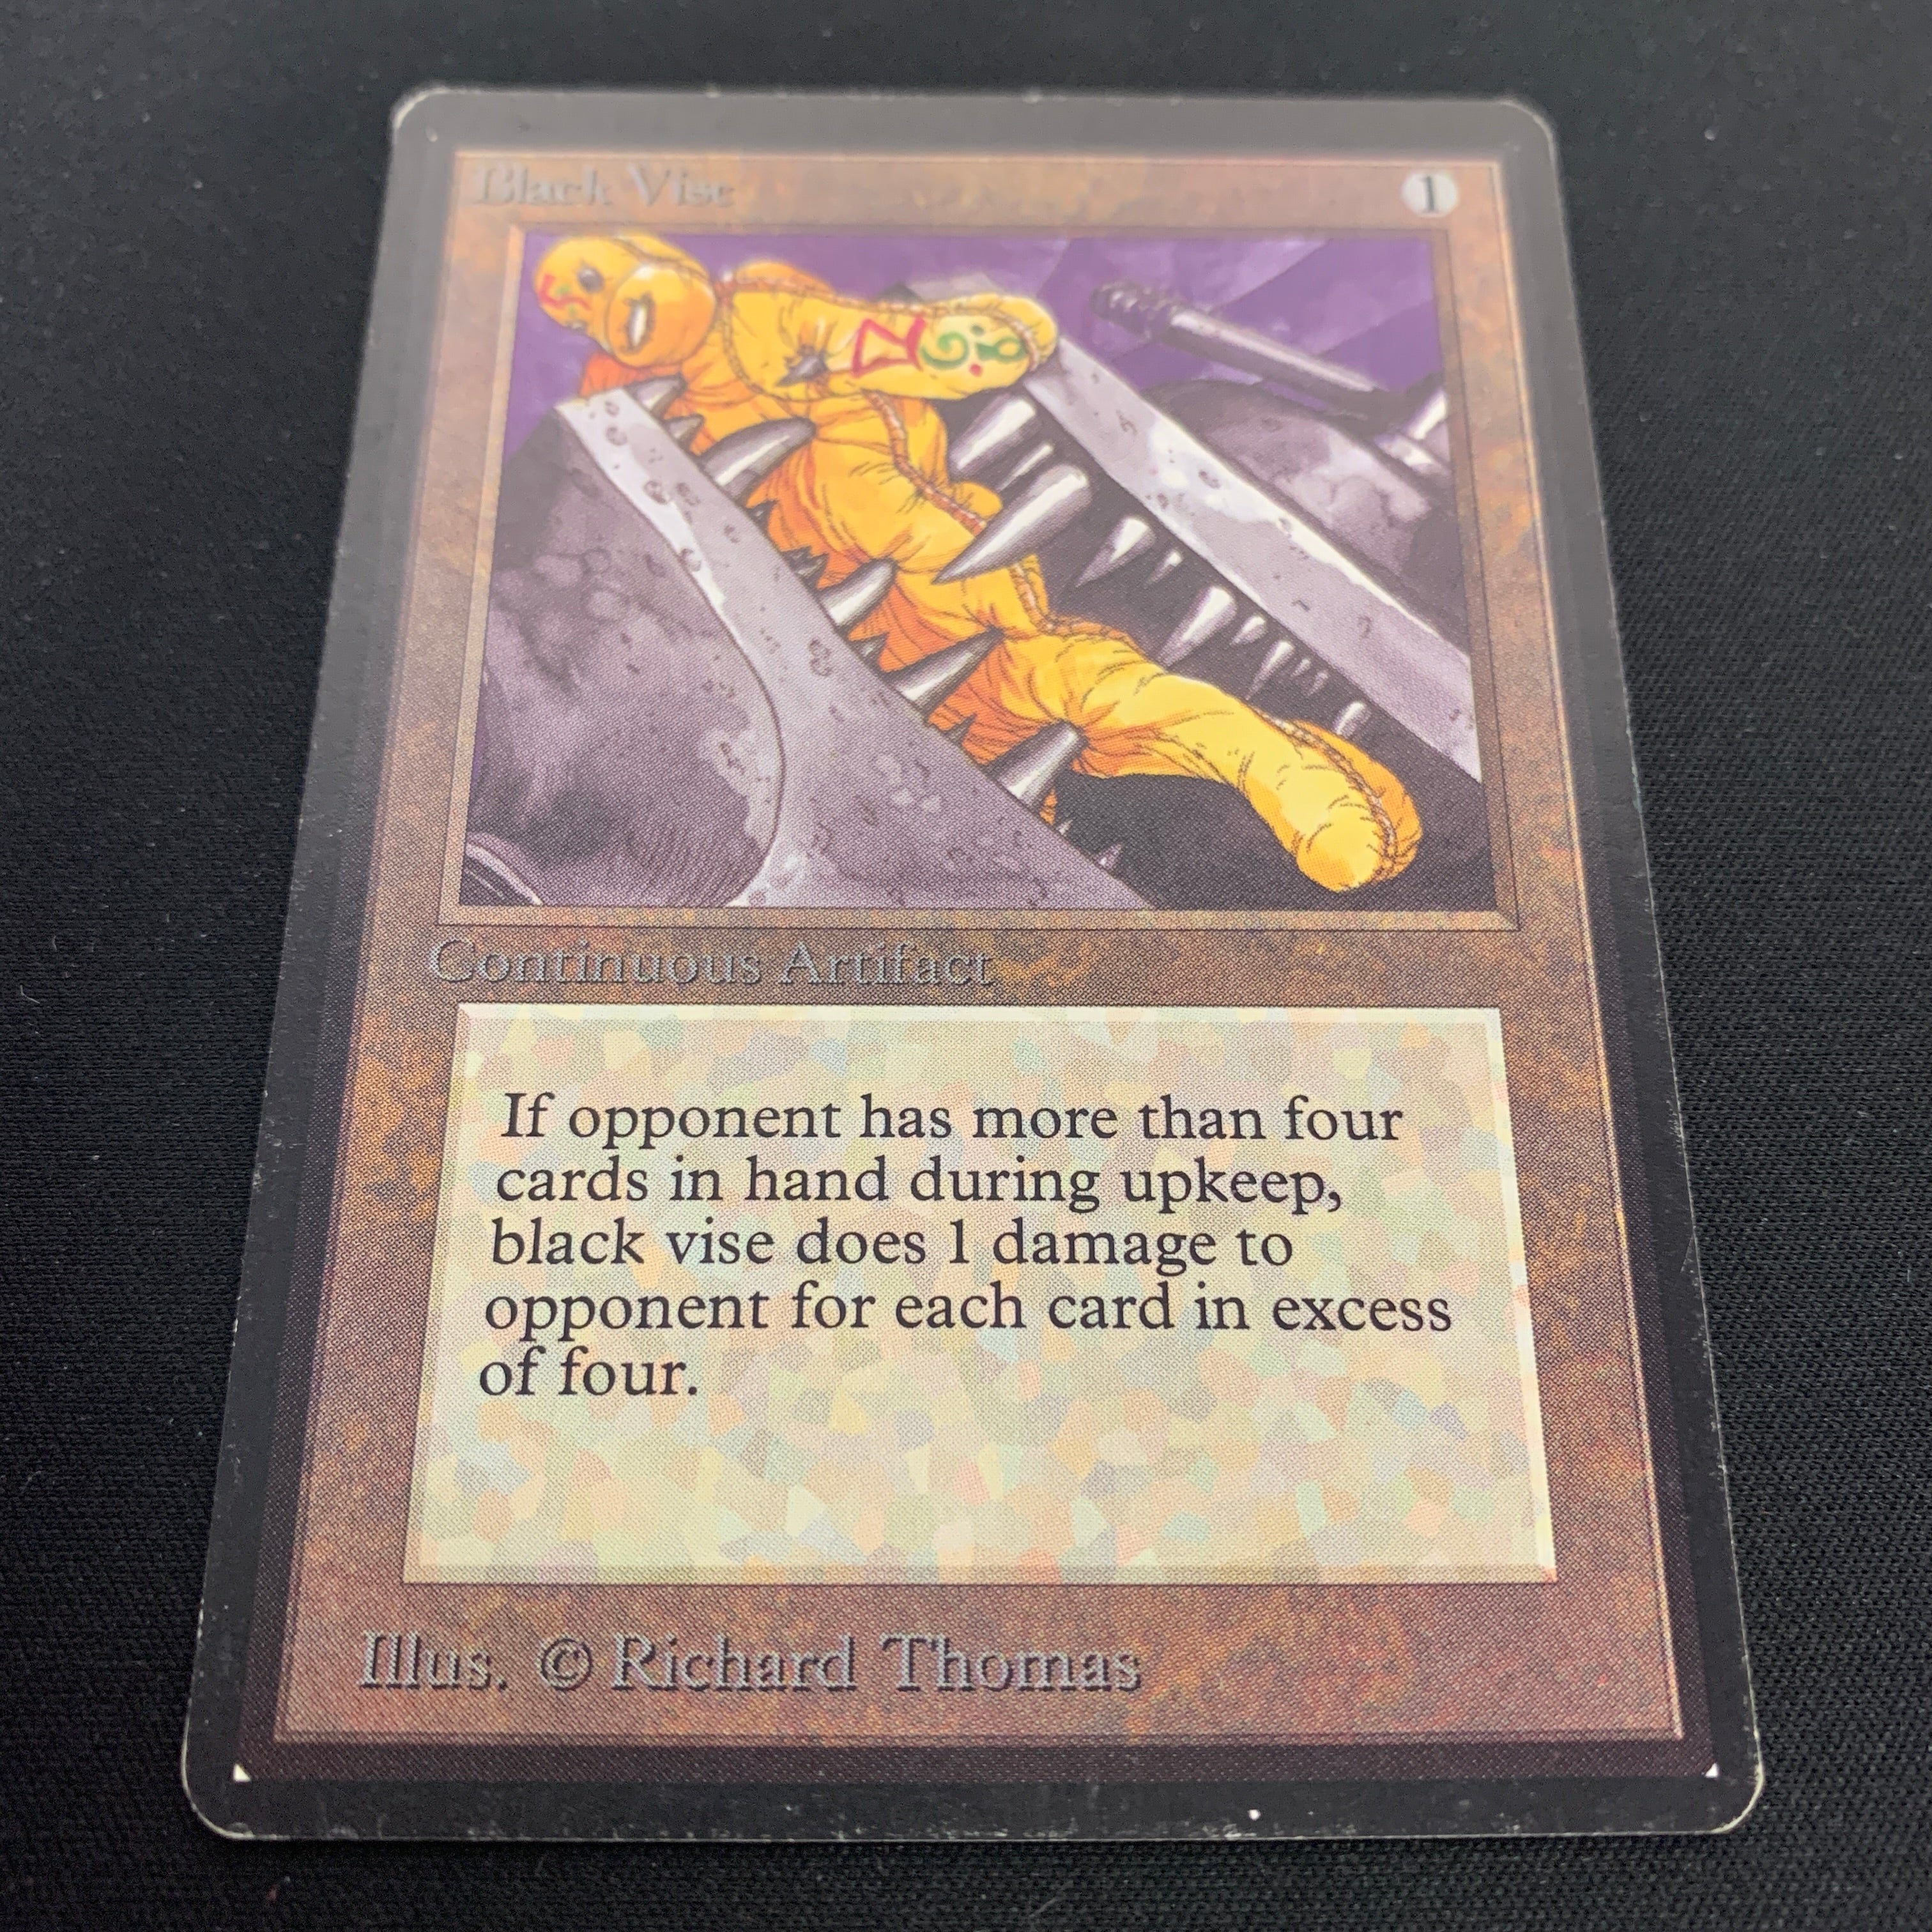 Black Vise
1
Continuous Artifact
If opponent has more than four
cards in hand during upkeep,
black vise does 1 damage to
opponent for each card in excess
of four.
Illus. © Richard Thomas